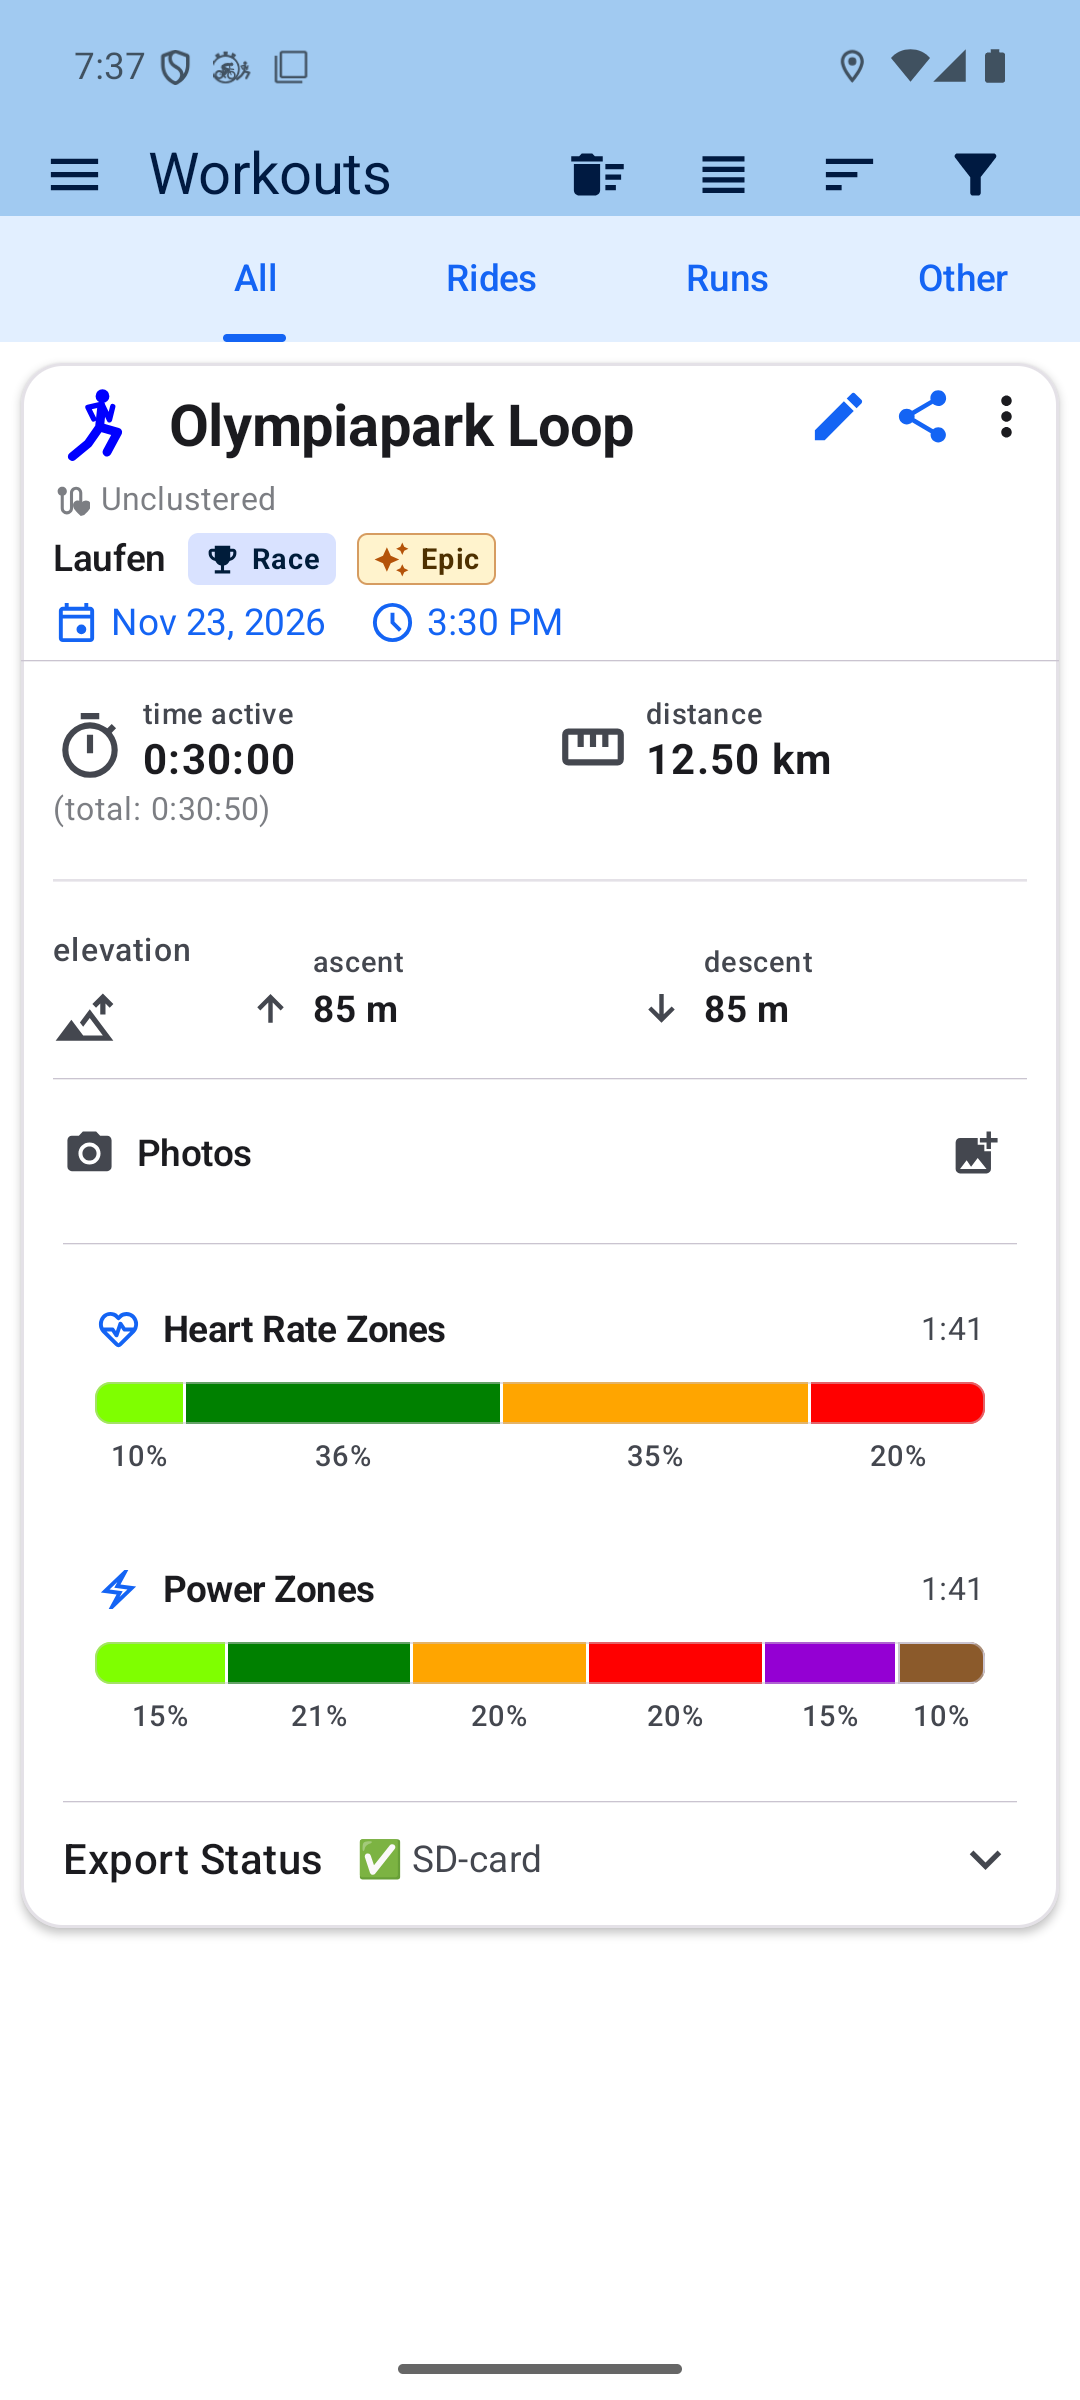 7:37
Workouts
All Rides Runs Other
Olympiapark Loop
Unclustered
Laufen Race Epic
Nov 23, 2026 3:30 PM
time active distance
0:30:00 12.50 km
(total: 0:30:50)
elevation ascent descent
85 m 85 m
Photos
Heart Rate Zones 1:41
10% 36% 35% 20%
Power Zones 1:41
15% 21% 20% 20% 15% 10%
Export Status ✅ SD-card